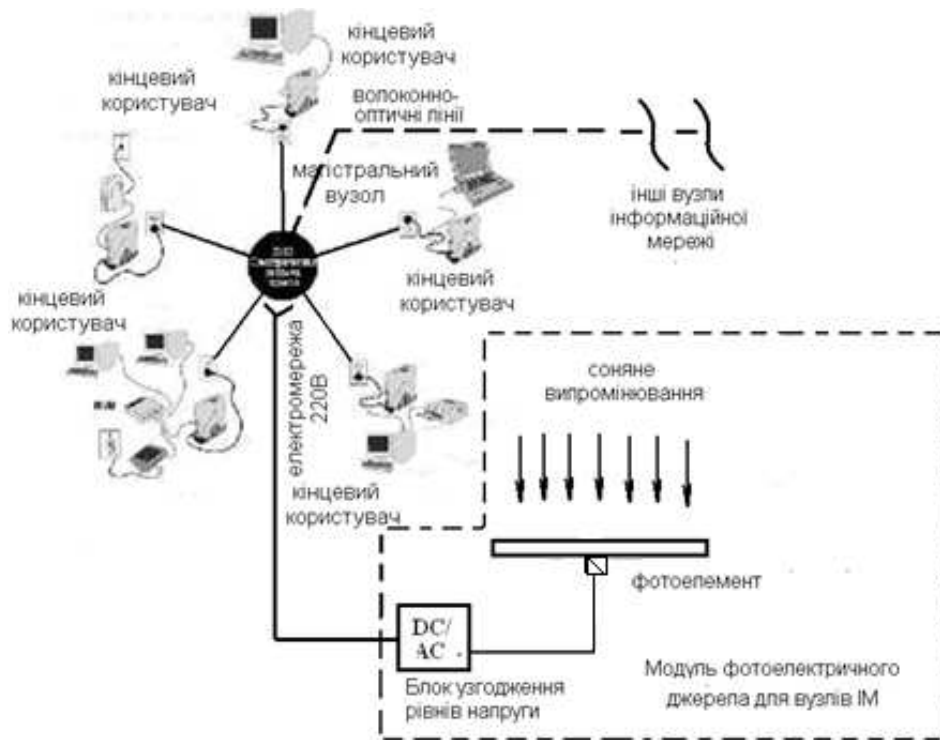 кінцевий
користувач
кінцевий
користувач
волоконно-
оптичні лінії
магістральний
вузол
інші вузли
інформаційної
мережі
кінцевий
користувач
кінцевий
користувач
електромережа
220В
кінцевий
користувач
соняне
випромінювання
фотоелемент
DC/
AC
Блок узгодження
рівнів напруги
Модуль фотоелектричного
джерела для вузлів ІМ